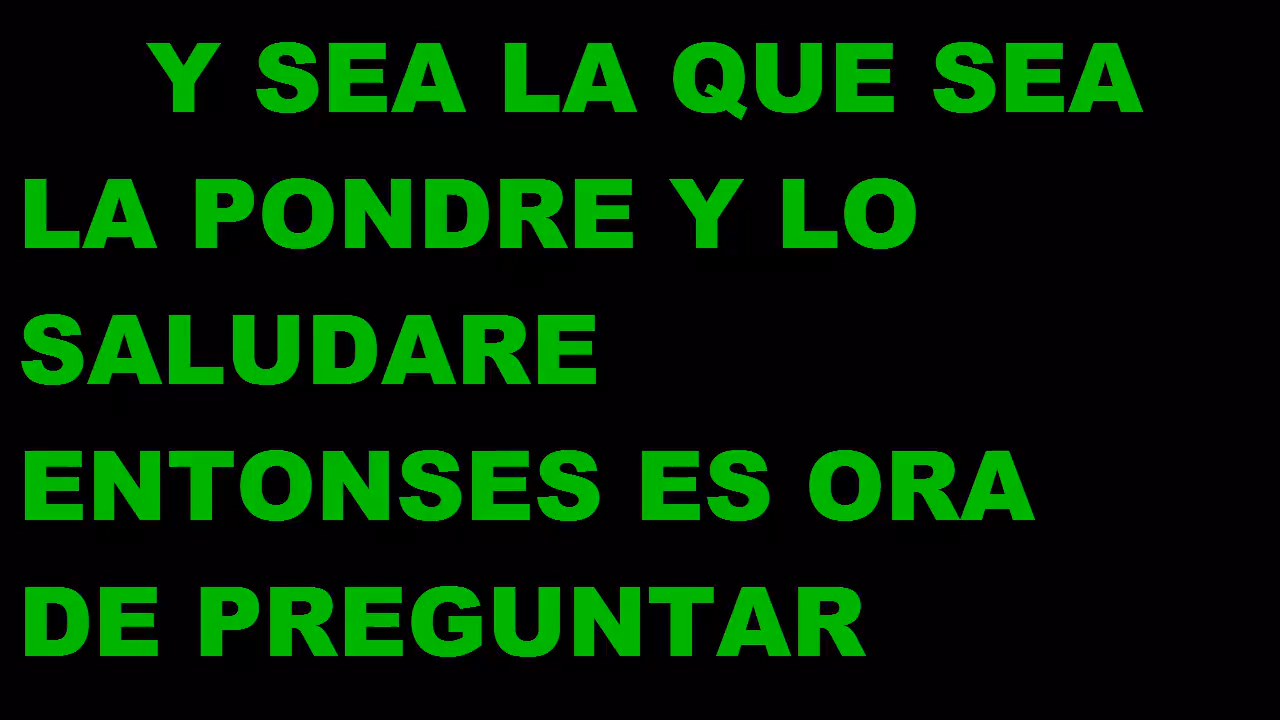 Y SEA LA QUE SEA
LA PONDRE Y LO
SALUDARE
ENTONSES ES ORA
DE PREGUNTAR